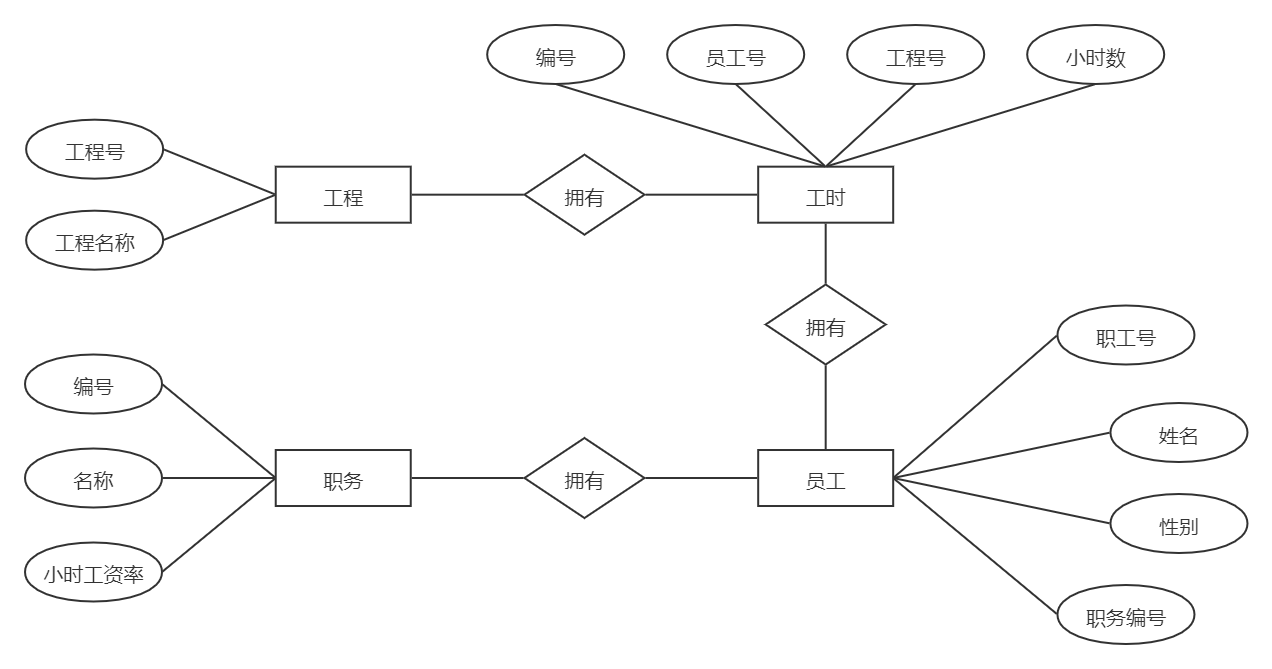 编号
员工号
工程号
小时数
工程号
工程名称
工程
拥有
工时
拥有
职工号
编号
名称
小时工资率
职务
拥有
员工
姓名
性别
职务编号